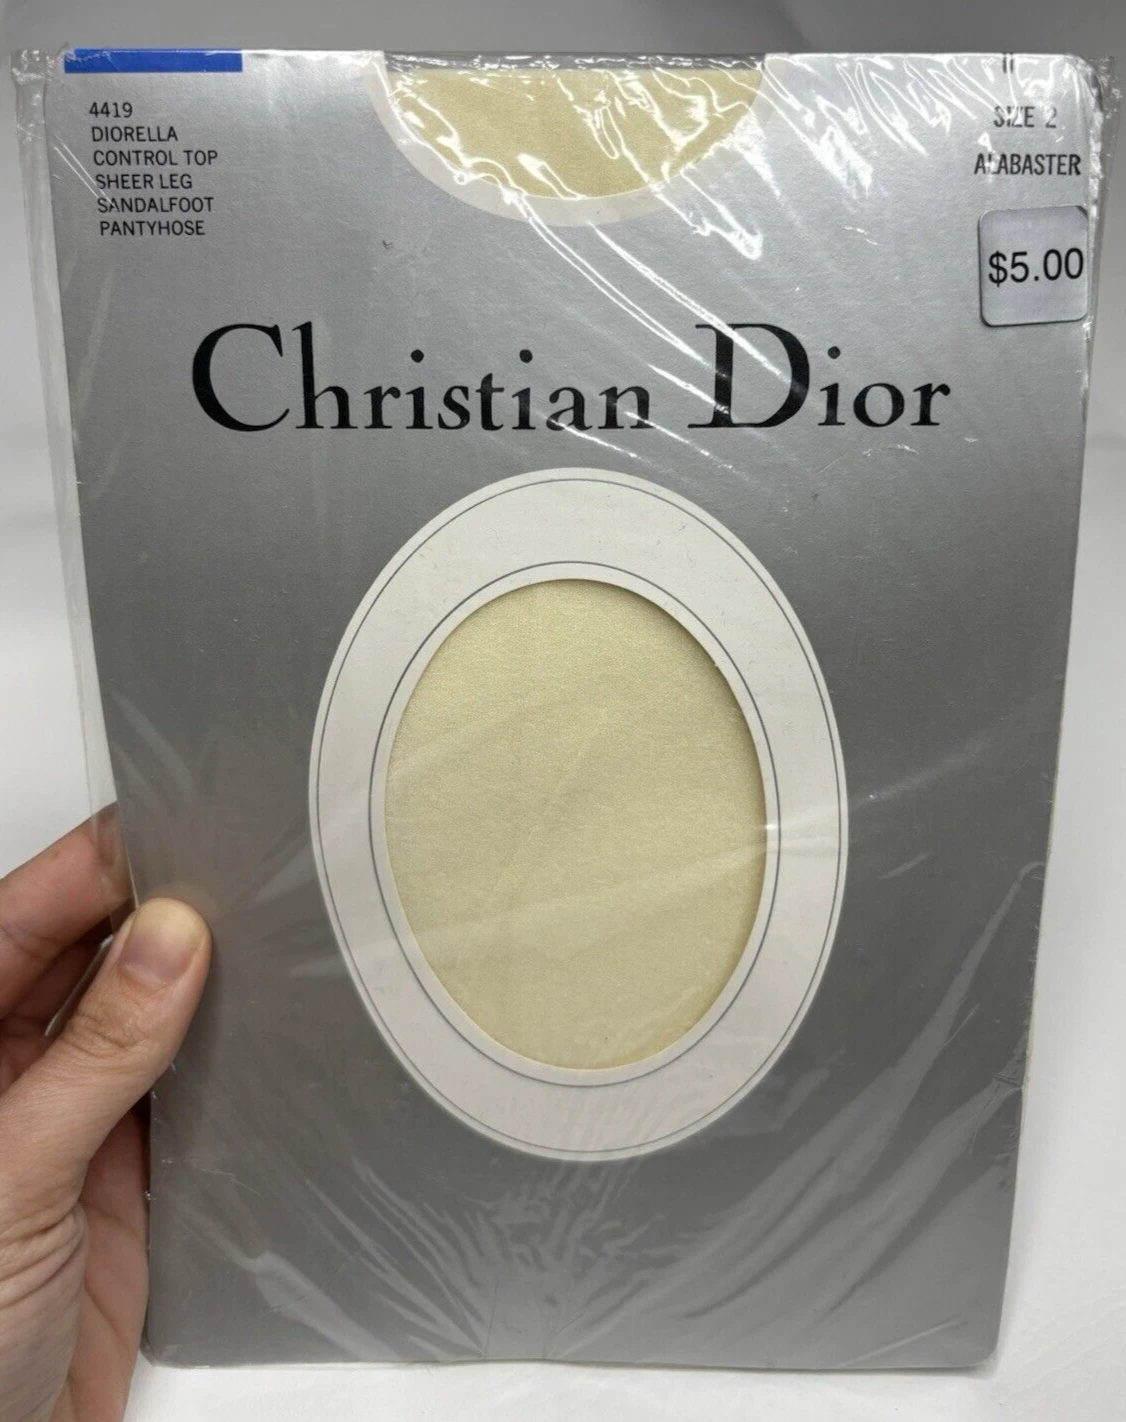 4419
DIORELLA
CONTROL TOP
SHEER LEG
SANDALFOOT
PANTYHOSE
SIZE 2
ALABASTER
$5.00
Christian Dior